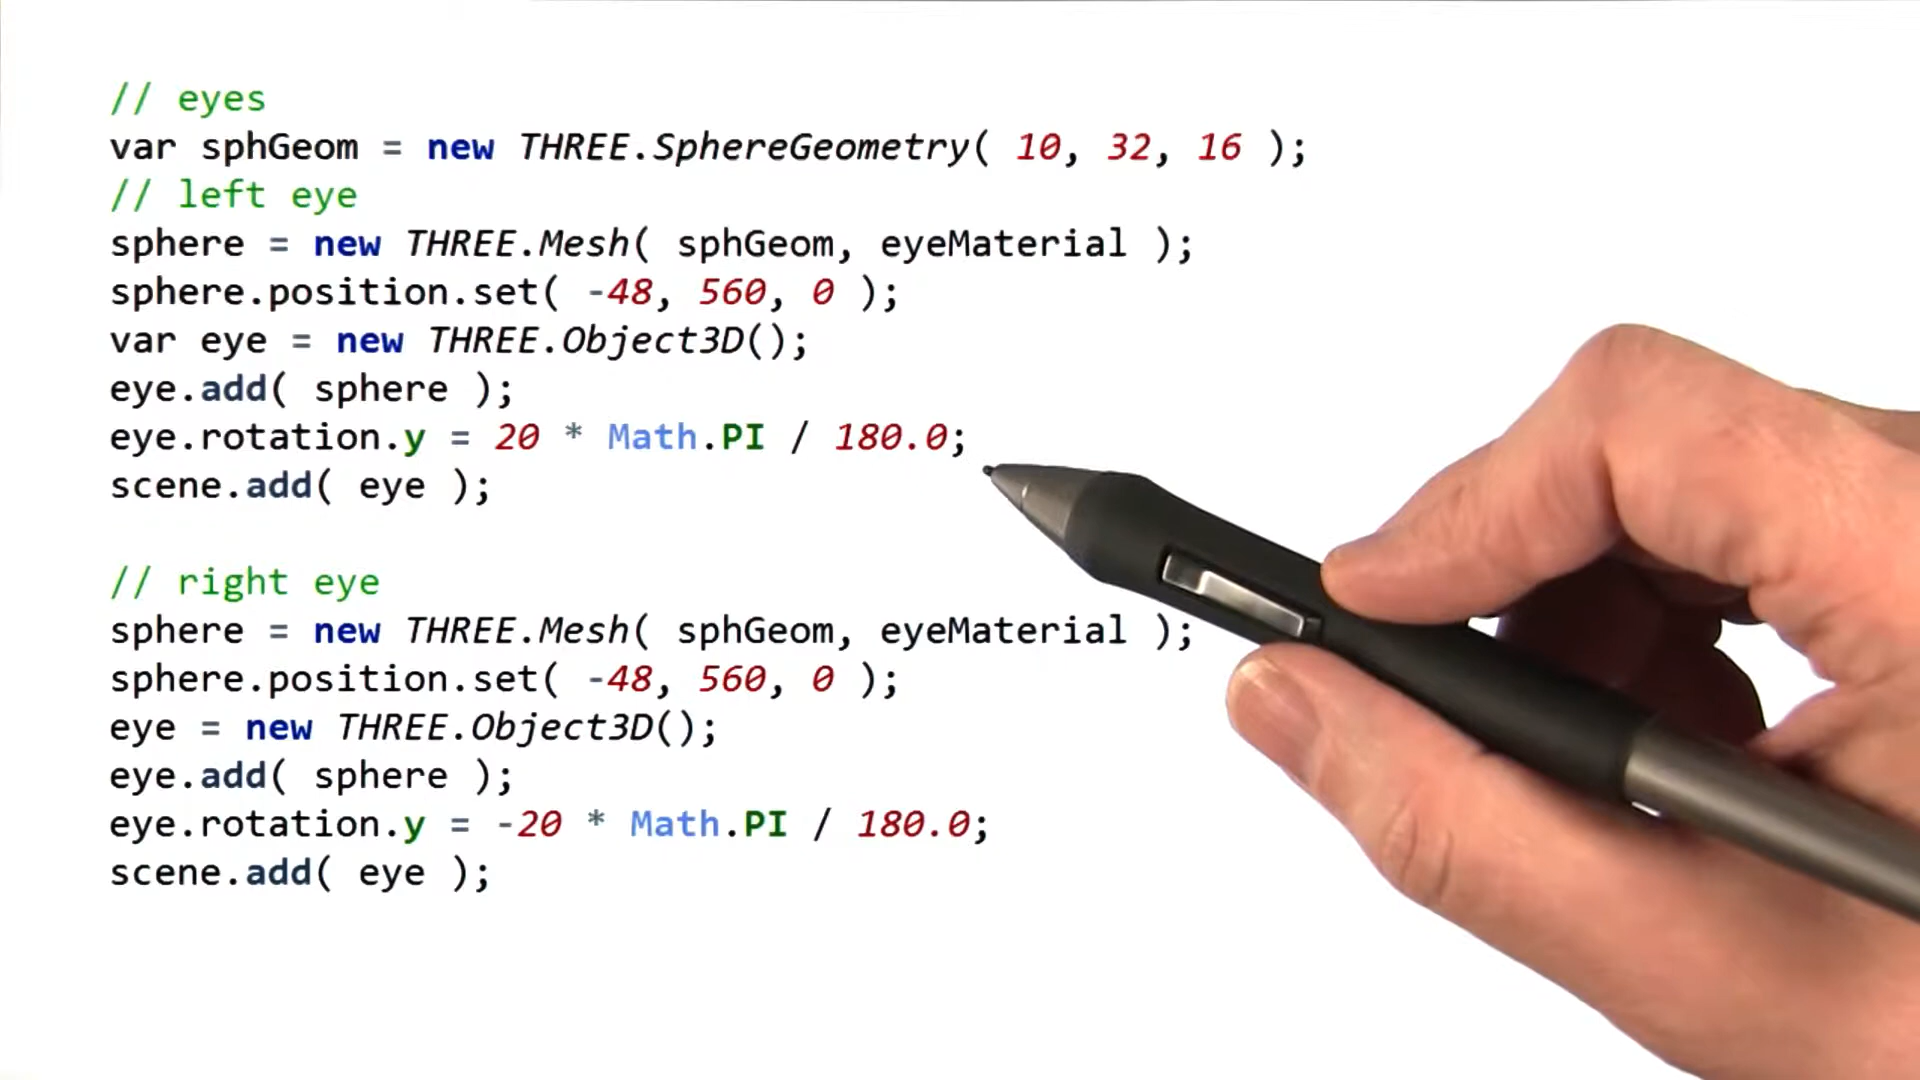 // eyes
var sphGeom = new THREE.SphereGeometry( 10, 32, 16 );
// left eye
sphere = new THREE.Mesh( sphGeom, eyeMaterial );
sphere.position.set( -48, 560, 0 );
var eye = new THREE.Object3D();
eye.add( sphere );
eye.rotation.y = 20 * Math.PI / 180.0;
scene.add( eye );
// right eye
sphere = new THREE.Mesh( sphGeom, eyeMaterial );
sphere.position.set( -48, 560, 0 );
eye = new THREE.Object3D();
eye.add( sphere );
eye.rotation.y = -20 * Math.PI / 180.0;
scene.add( eye );